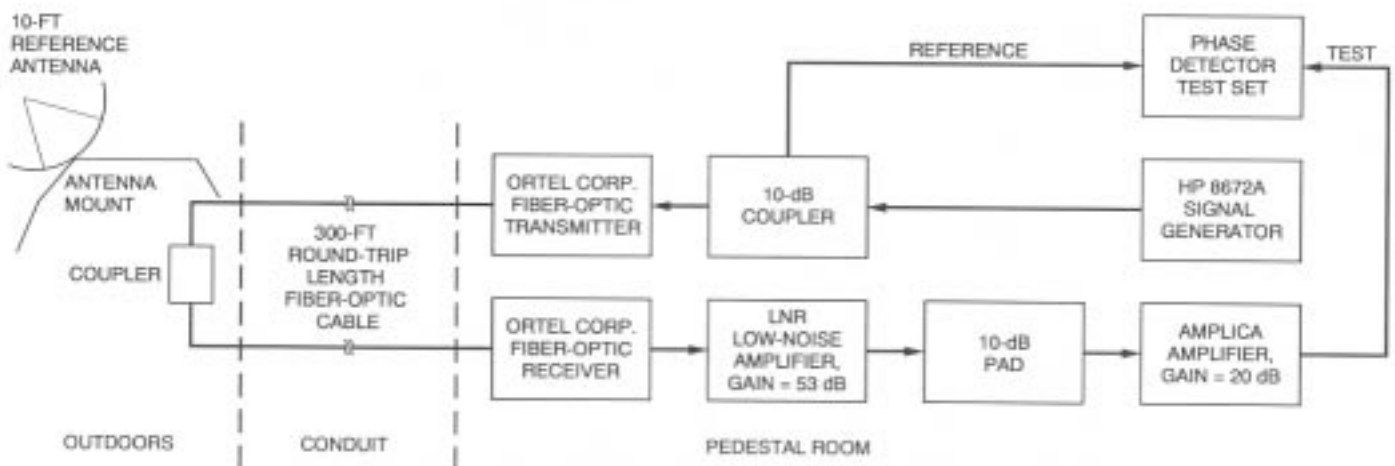 10-FT
REFERENCE
ANTENNA
ANTENNA
MOUNT
COUPLER
300-FT
ROUND-TRIP
LENGTH
FIBER-OPTIC
CABLE
ORTEL CORP.
FIBER-OPTIC
TRANSMITTER
10-dB
COUPLER
REFERENCE
PHASE
DETECTOR
TEST SET
TEST
HP 8672A
SIGNAL
GENERATOR
ORTEL CORP.
FIBER-OPTIC
RECEIVER
LNR
LOW-NOISE
AMPLIFIER,
GAIN = 53 dB
10-dB
PAD
AMPLICA
AMPLIFIER,
GAIN = 20 dB
OUTDOORS
CONDUIT
PEDESTAL ROOM